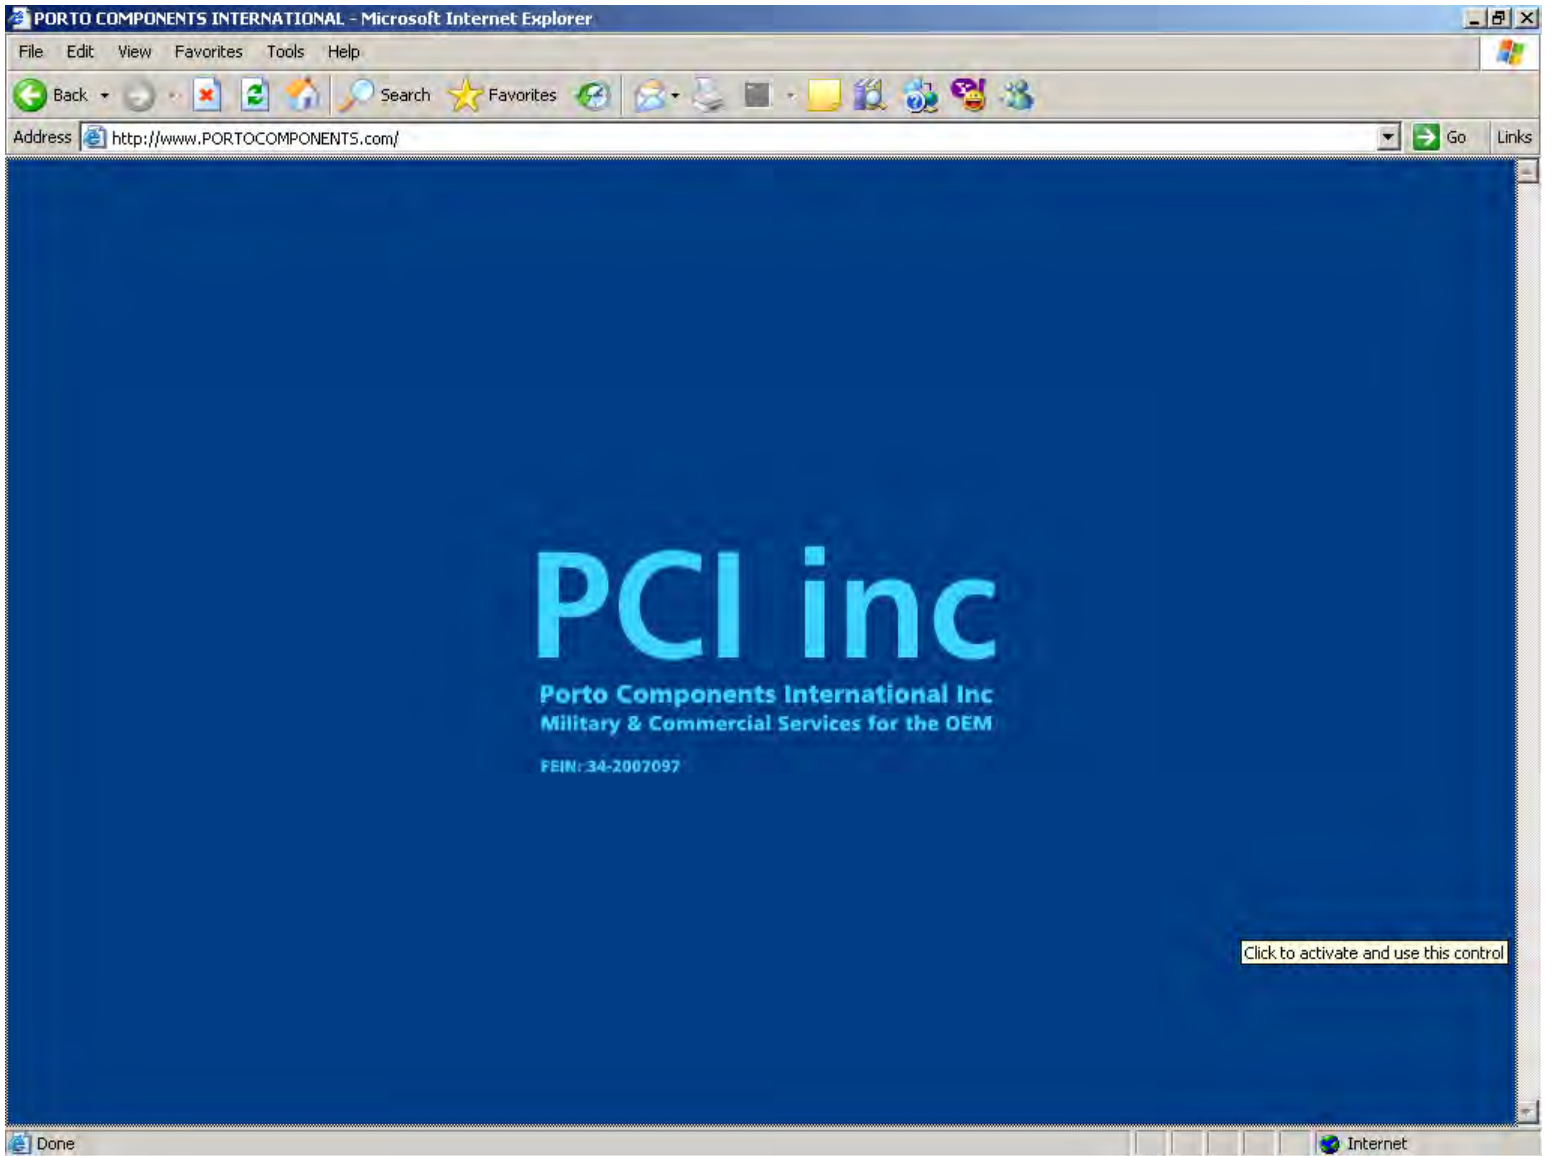 PORTO COMPONENTS INTERNATIONAL - Microsoft Internet Explorer
File Edit View Favorites Tools Help
Back Search Favorites
Address http://www.PORTOCOMPONENTS.com/ Go Links
PCI inc
Porto Components International Inc
Military & Commercial Services for the OEM
FEIN: 34-2007097
Click to activate and use this control
Done Internet